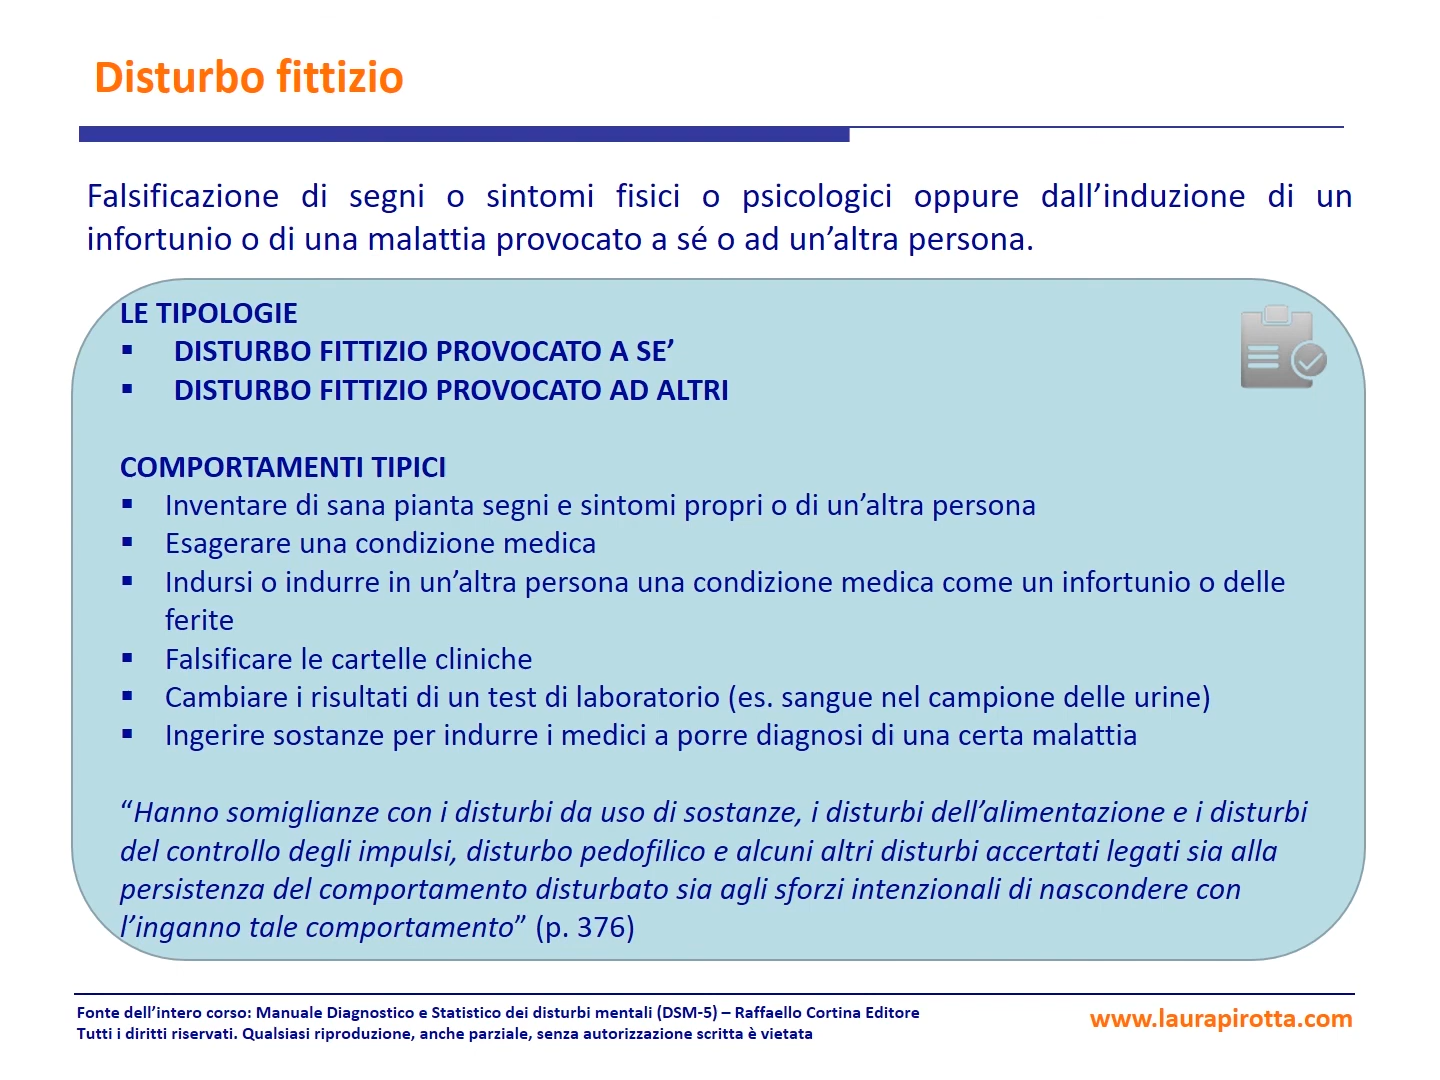 Disturbo fittizio
Falsificazione di segni o sintomi fisici o psicologici oppure dall’induzione di un
infortunio o di una malattia provocato a sé o ad un’altra persona.
LE TIPOLOGIE
▪ DISTURBO FITTIZIO PROVOCATO A SE’
▪ DISTURBO FITTIZIO PROVOCATO AD ALTRI
COMPORTAMENTI TIPICI
▪ Inventare di sana pianta segni e sintomi propri o di un’altra persona
▪ Esagerare una condizione medica
▪ Indursi o indurre in un’altra persona una condizione medica come un infortunio o delle
ferite
▪ Falsificare le cartelle cliniche
▪ Cambiare i risultati di un test di laboratorio (es. sangue nel campione delle urine)
▪ Ingerire sostanze per indurre i medici a porre diagnosi di una certa malattia
“Hanno somiglianze con i disturbi da uso di sostanze, i disturbi dell’alimentazione e i disturbi
del controllo degli impulsi, disturbo pedofilico e alcuni altri disturbi accertati legati sia alla
persistenza del comportamento disturbato sia agli sforzi intenzionali di nascondere con
l’inganno tale comportamento” (p. 376)
Fonte dell’intero corso: Manuale Diagnostico e Statistico dei disturbi mentali (DSM-5) – Raffaello Cortina Editore
Tutti i diritti riservati. Qualsiasi riproduzione, anche parziale, senza autorizzazione scritta è vietata
www.laurapirotta.com